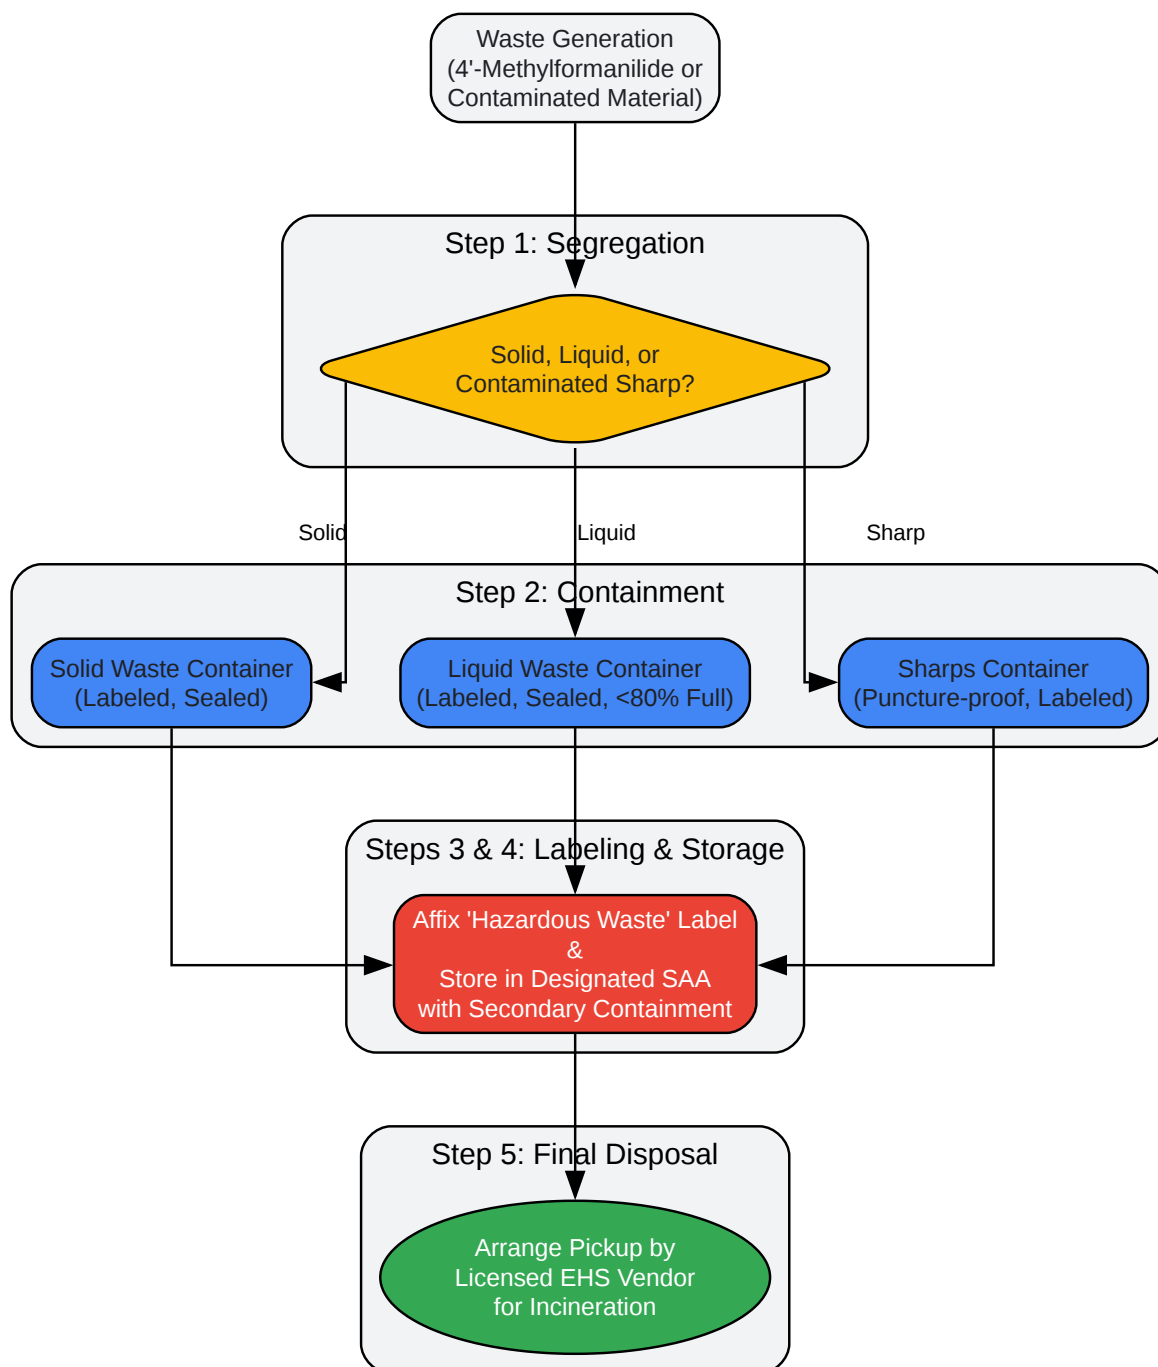 Waste Generation
(4'-Methylformanilide or
Contaminated Material)
Step 1: Segregation
Solid, Liquid, or
Contaminated Sharp?
Solid
Liquid
Sharp
Step 2: Containment
Solid Waste Container
(Labeled, Sealed)
Liquid Waste Container
(Labeled, Sealed, <80% Full)
Sharps Container
(Puncture-proof, Labeled)
Steps 3 & 4: Labeling & Storage
Affix 'Hazardous Waste' Label
&
Store in Designated SAA
with Secondary Containment
Step 5: Final Disposal
Arrange Pickup by
Licensed EHS Vendor
for Incineration